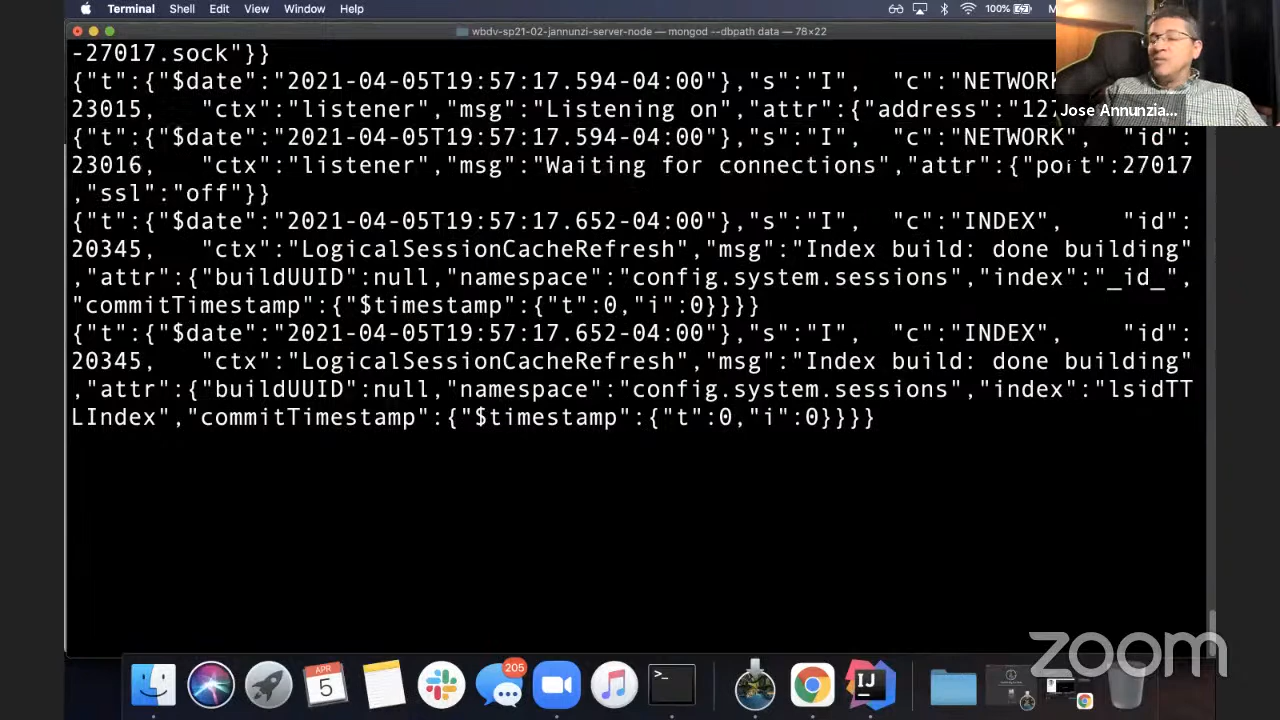 Terminal Shell Edit View Window Help 100%
wbdv-sp21-02-jannunzi-server-node — mongod --dbpath data — 78×22
-27017.sock"}}
{"t":{"$date":"2021-04-05T19:57:17.594-04:00"},"s":"I", "c":"NETWORK
23015, "ctx":"listener","msg":"Listening on","attr":{"address":"127
Jose Annunzia...
{"t":{"$date":"2021-04-05T19:57:17.594-04:00"},"s":"I", "c":"NETWORK", "id":
23016, "ctx":"listener","msg":"Waiting for connections","attr":{"port":27017
,"ssl":"off"}}
{"t":{"$date":"2021-04-05T19:57:17.652-04:00"},"s":"I", "c":"INDEX", "id":
20345, "ctx":"LogicalSessionCacheRefresh","msg":"Index build: done building"
,"attr":{"buildUUID":null,"namespace":"config.system.sessions","index":"_id_",
"commitTimestamp":{"$timestamp":{"t":0,"i":0}}}}
{"t":{"$date":"2021-04-05T19:57:17.652-04:00"},"s":"I", "c":"INDEX", "id":
20345, "ctx":"LogicalSessionCacheRefresh","msg":"Index build: done building"
,"attr":{"buildUUID":null,"namespace":"config.system.sessions","index":"lsidTT
LIndex","commitTimestamp":{"$timestamp":{"t":0,"i":0}}}}
zoom
APR
5
205
>_
IJ